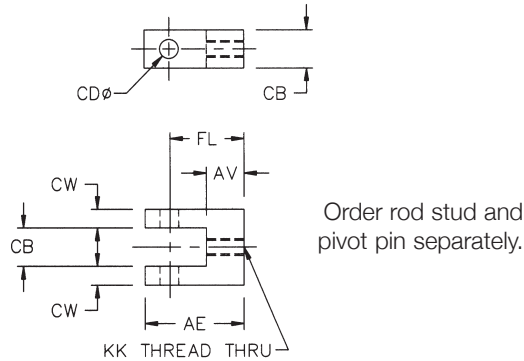 CDø
CB
FL
AV
CW
CB
CW
AE
KK THREAD THRU
Order rod stud and
pivot pin separately.